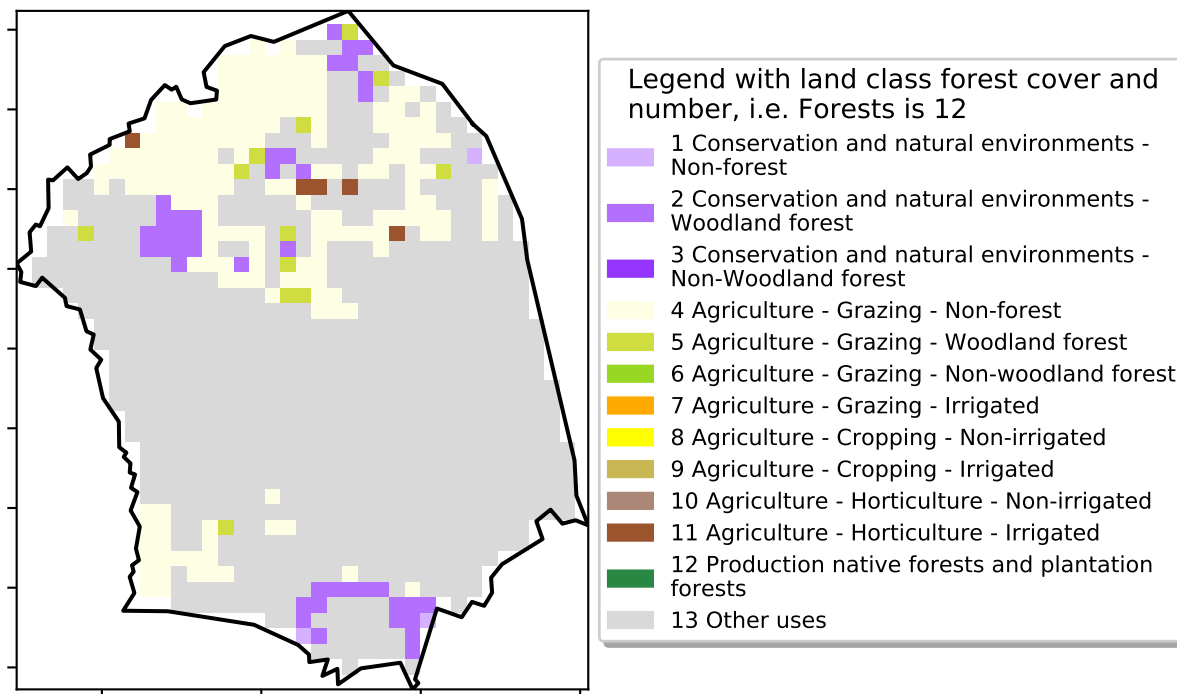 Legend with land class forest cover and
number, i.e. Forests is 12
1 Conservation and natural environments -
Non-forest
2 Conservation and natural environments -
Woodland forest
3 Conservation and natural environments -
Non-Woodland forest
4 Agriculture - Grazing - Non-forest
5 Agriculture - Grazing - Woodland forest
6 Agriculture - Grazing - Non-woodland forest
7 Agriculture - Grazing - Irrigated
8 Agriculture - Cropping - Non-irrigated
9 Agriculture - Cropping - Irrigated
10 Agriculture - Horticulture - Non-irrigated
11 Agriculture - Horticulture - Irrigated
12 Production native forests and plantation
forests
13 Other uses